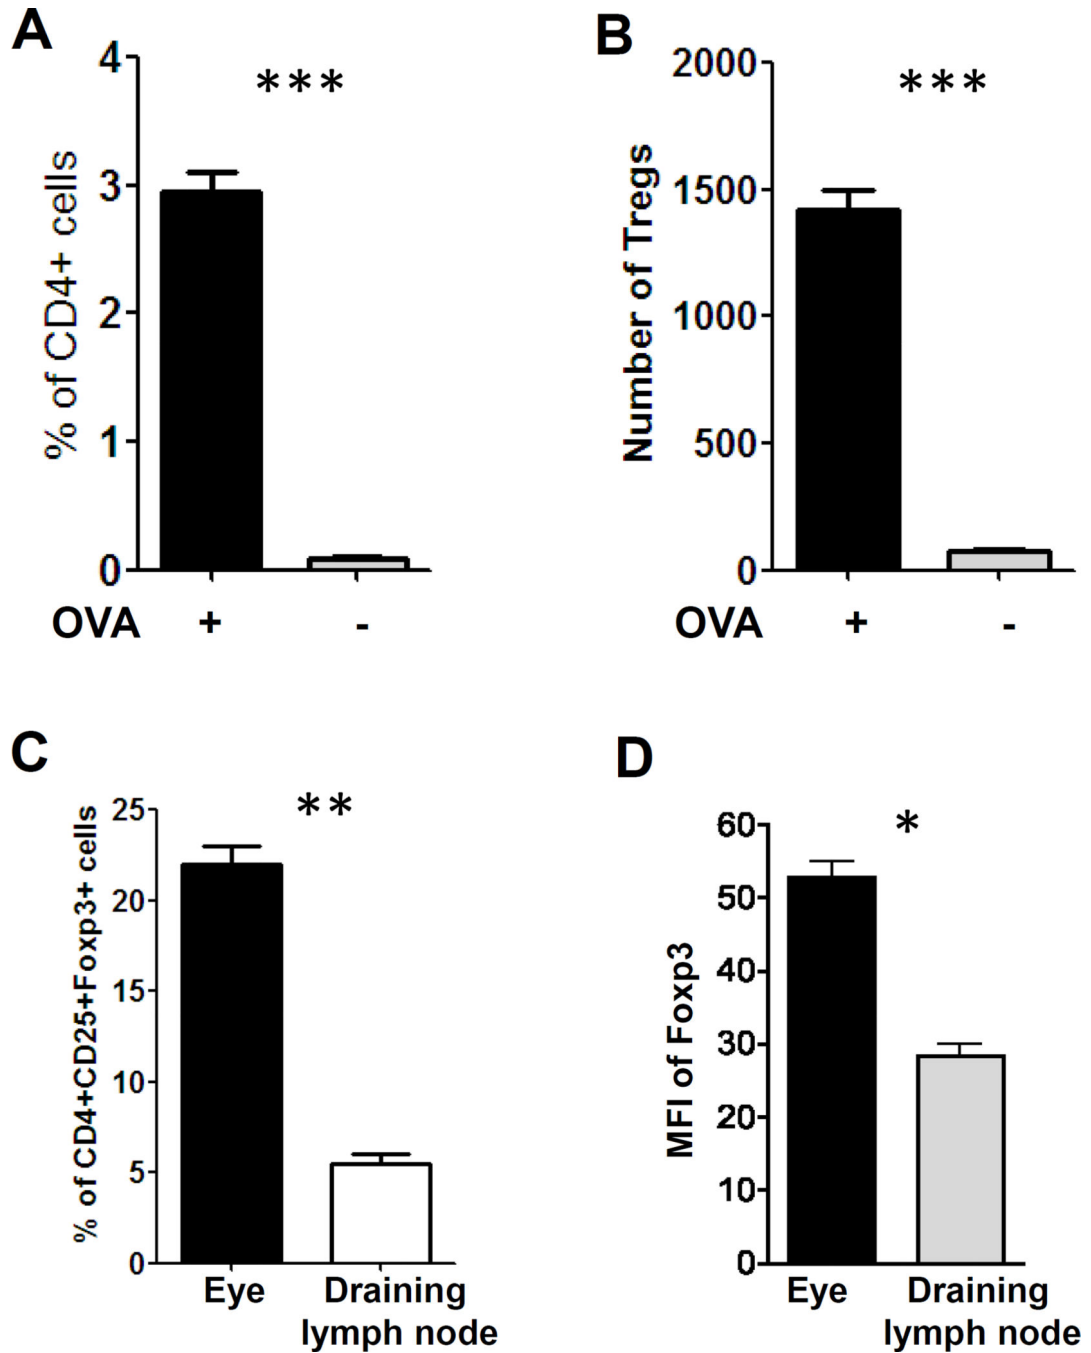 A
% of CD4+ cells
4
3
2
1
0
***
OVA + -
B
Number of Tregs
2000
1500
1000
500
0
***
OVA + -
C
% of CD4+CD25+Foxp3+ cells
25
20
15
10
5
0
**
Eye Draining
lymph node
D
MFI of Foxp3
60
50
40
30
20
10
0
*
Eye Draining
lymph node